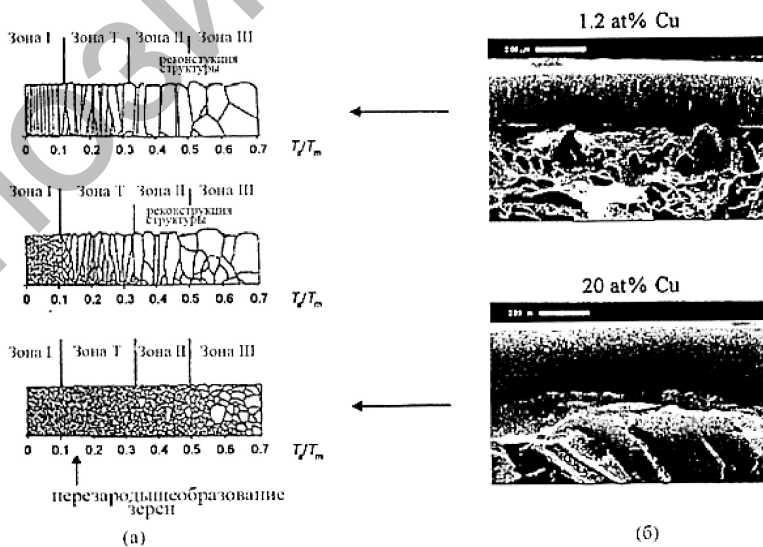 1.2 at% Cu
Зона I Зона Т Зона II Зона III
реконстукция
структуры
0 0.1 0.2 0.3 0.4 0.5 0.6 0.7 Ts/Tm
Зона I Зона Т Зона II Зона III
реконструкция
структуры
0 0.1 0.2 0.3 0.4 0.5 0.6 0.7 Ts/Tm
20 at% Cu
Зона I Зона Т Зона II Зона III
0 0.1 0.2 0.3 0.4 0.5 0.6 0.7 Ts/Tm
перезародышеобразование
зерен
(а)
(б)